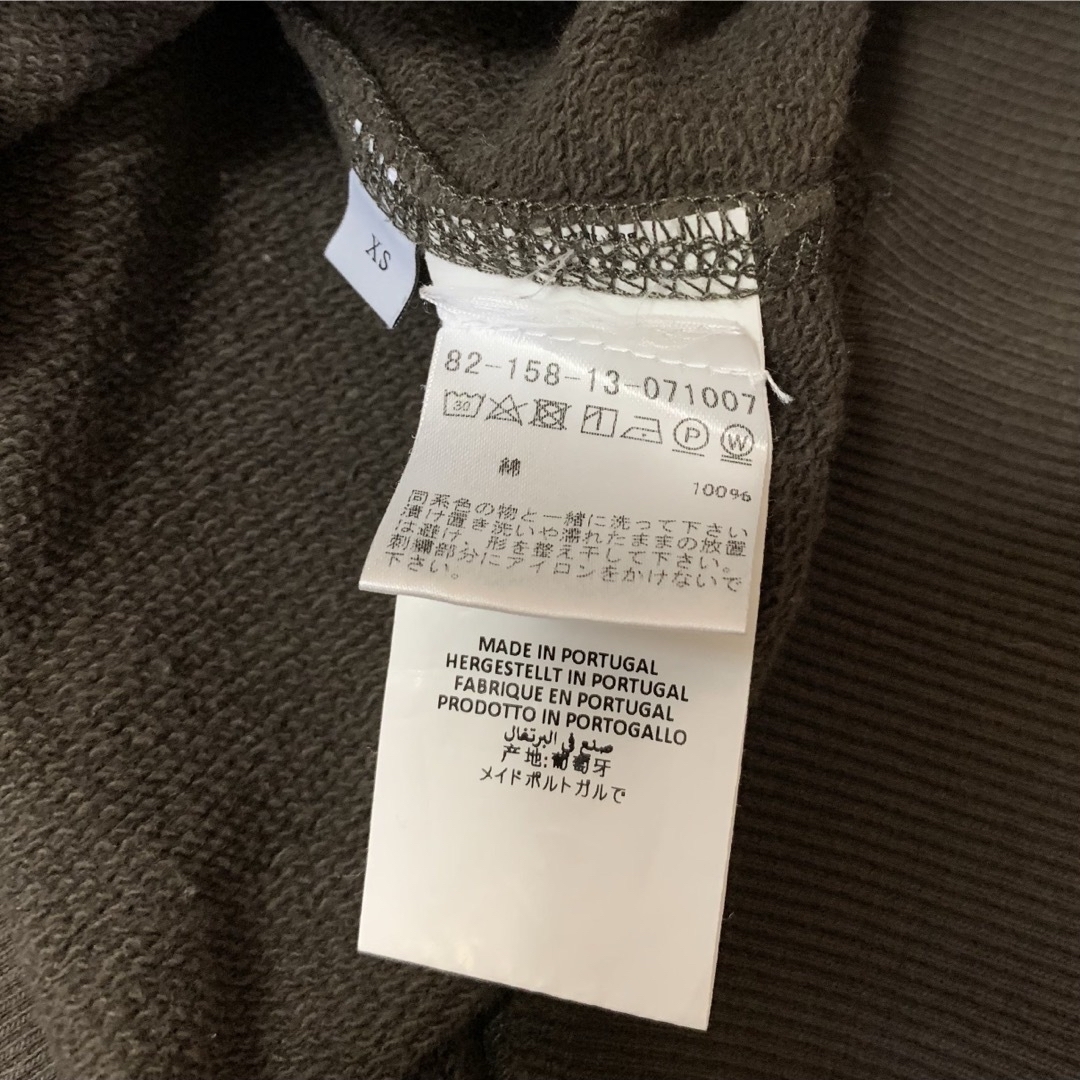 XS
82-158-13-071007
30 P W
綿 100%
同系色の物と一緒に洗って下さい
漬け置き洗いや濡れたままの放置
は避け、形を整え干して下さい。
刺繍部分にアイロンをかけないで
下さい。
MADE IN PORTUGAL
HERGESTELLT IN PORTUGAL
FABRIQUE EN PORTUGAL
PRODOTTO IN PORTOGALLO
صنع في البرتغال
产地:葡萄牙
メイドポルトガルで